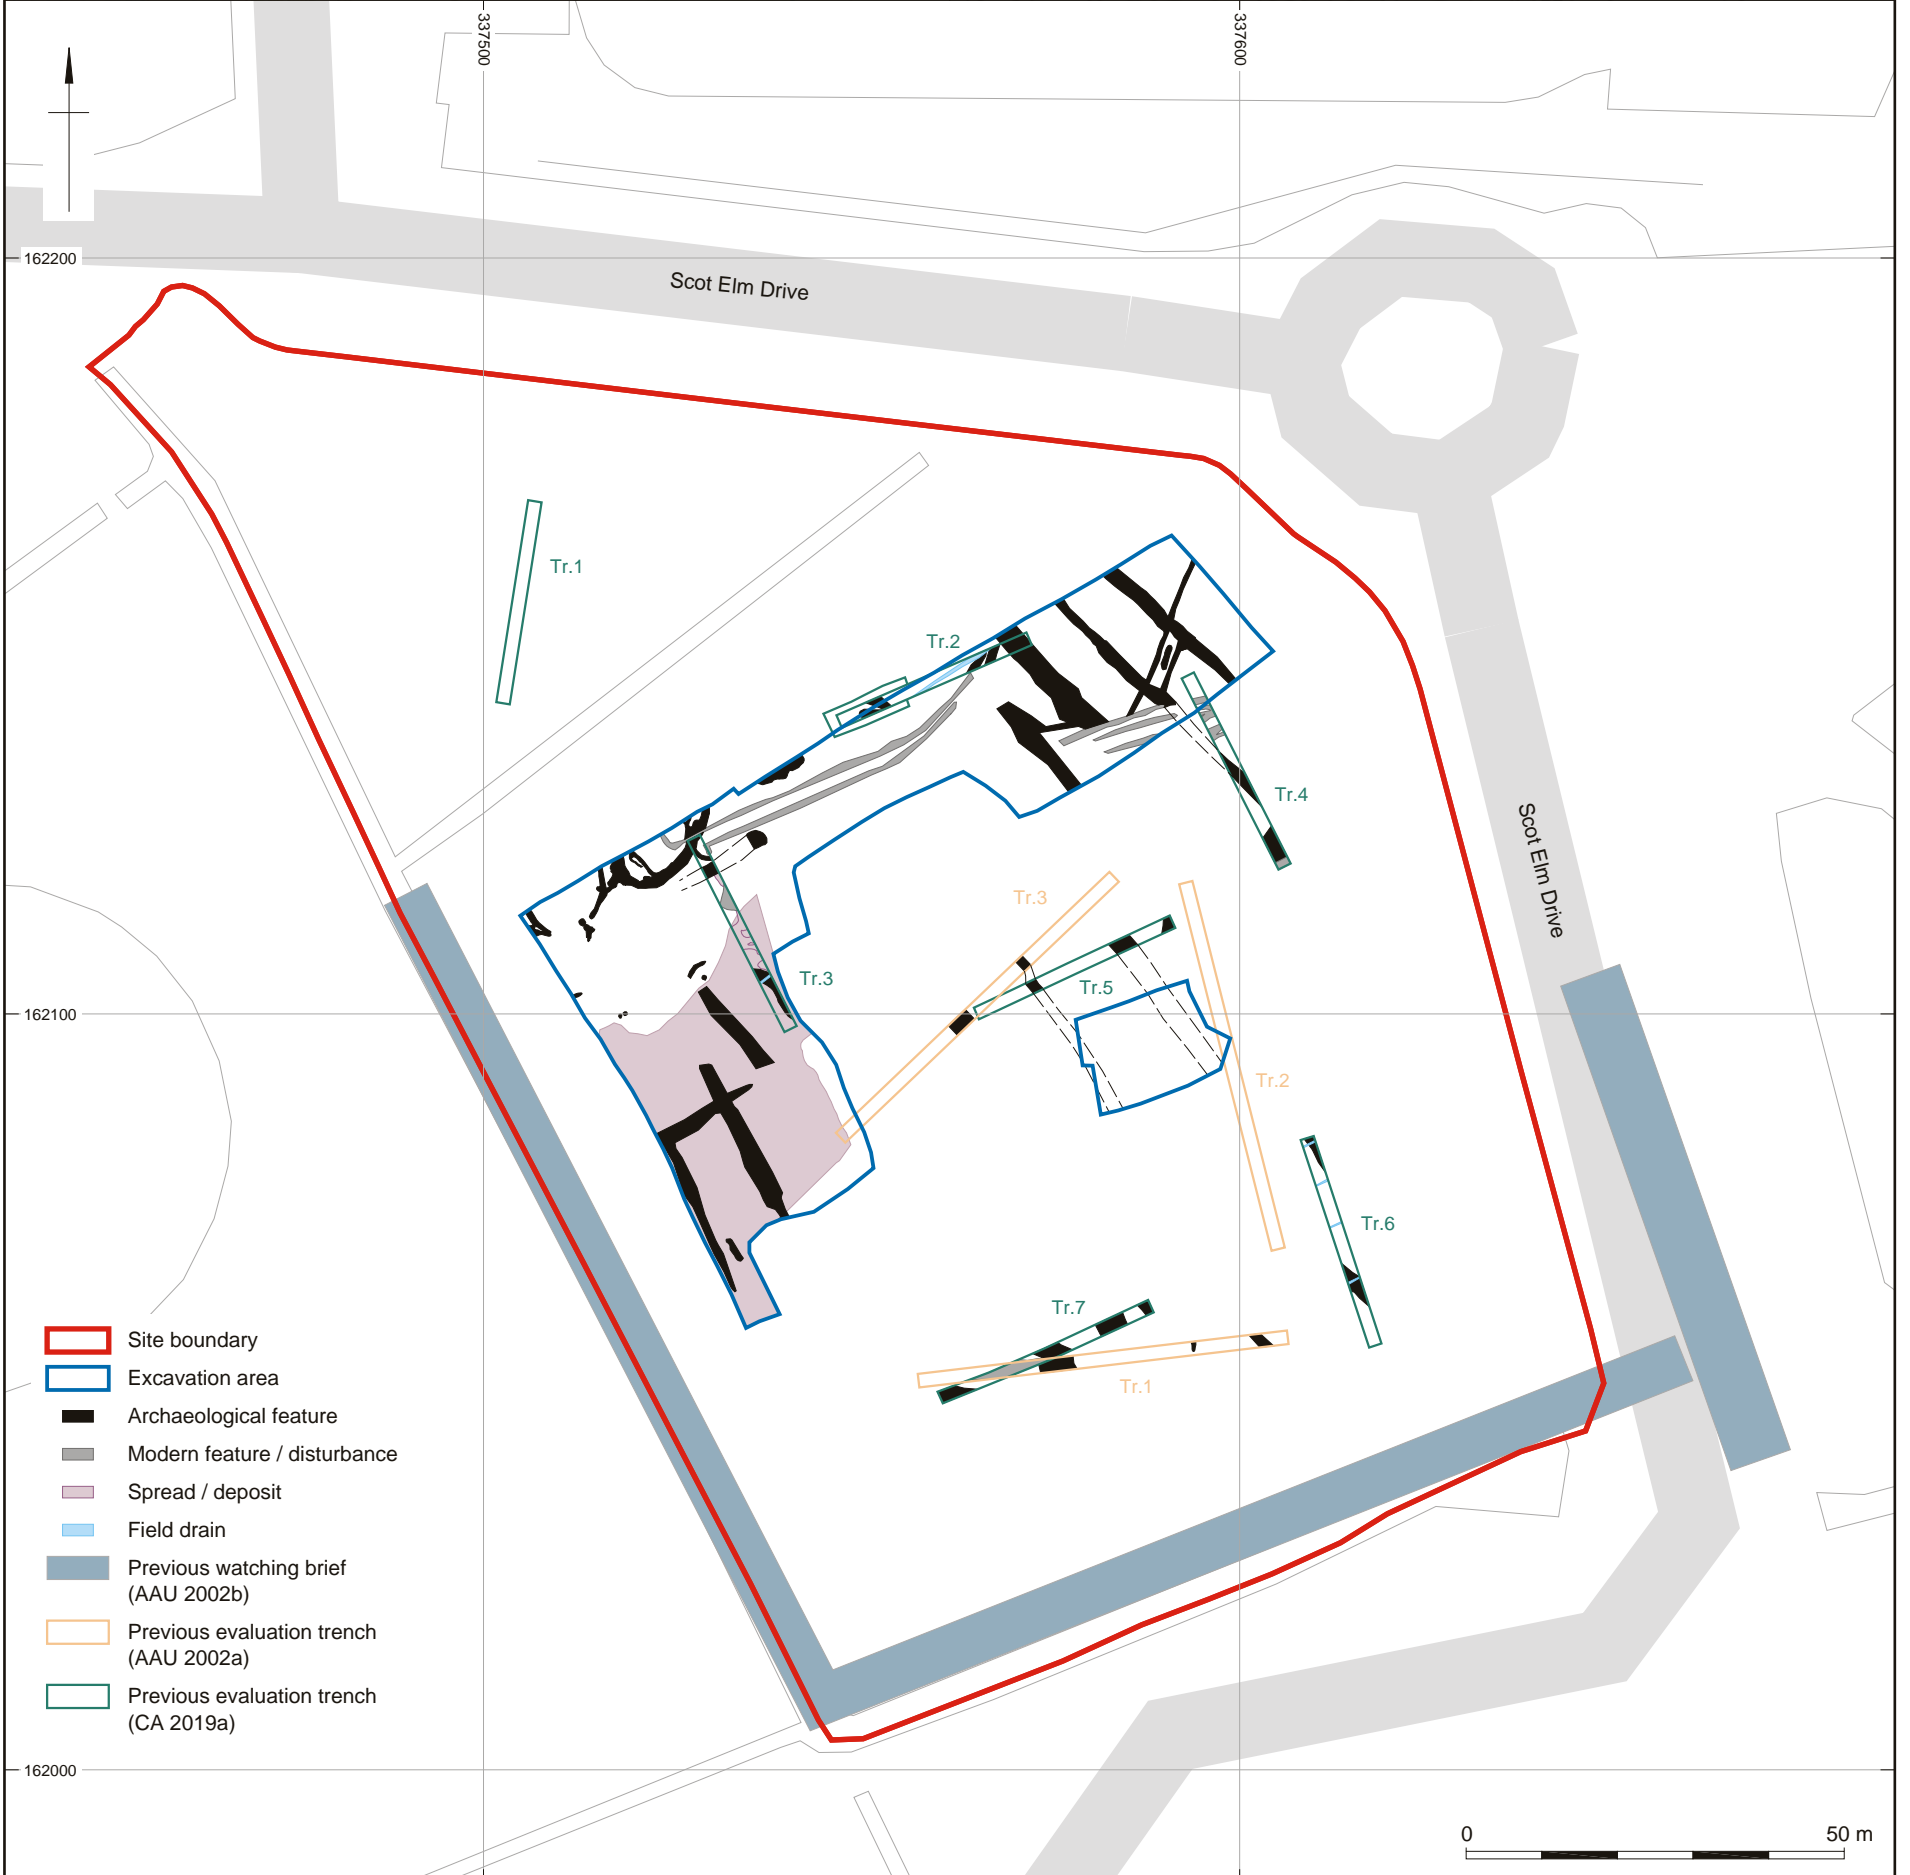 337500
337600
162200
Scot Elm Drive
Tr.1
Tr.2
Tr.4
Scot Elm Drive
Tr.3
Tr.3
Tr.5
162100
Tr.2
Tr.6
Tr.7
Tr.1
Site boundary
Excavation area
Archaeological feature
Modern feature / disturbance
Spread / deposit
Field drain
Previous watching brief
(AAU 2002b)
Previous evaluation trench
(AAU 2002a)
Previous evaluation trench
(CA 2019a)
162000
0
50 m